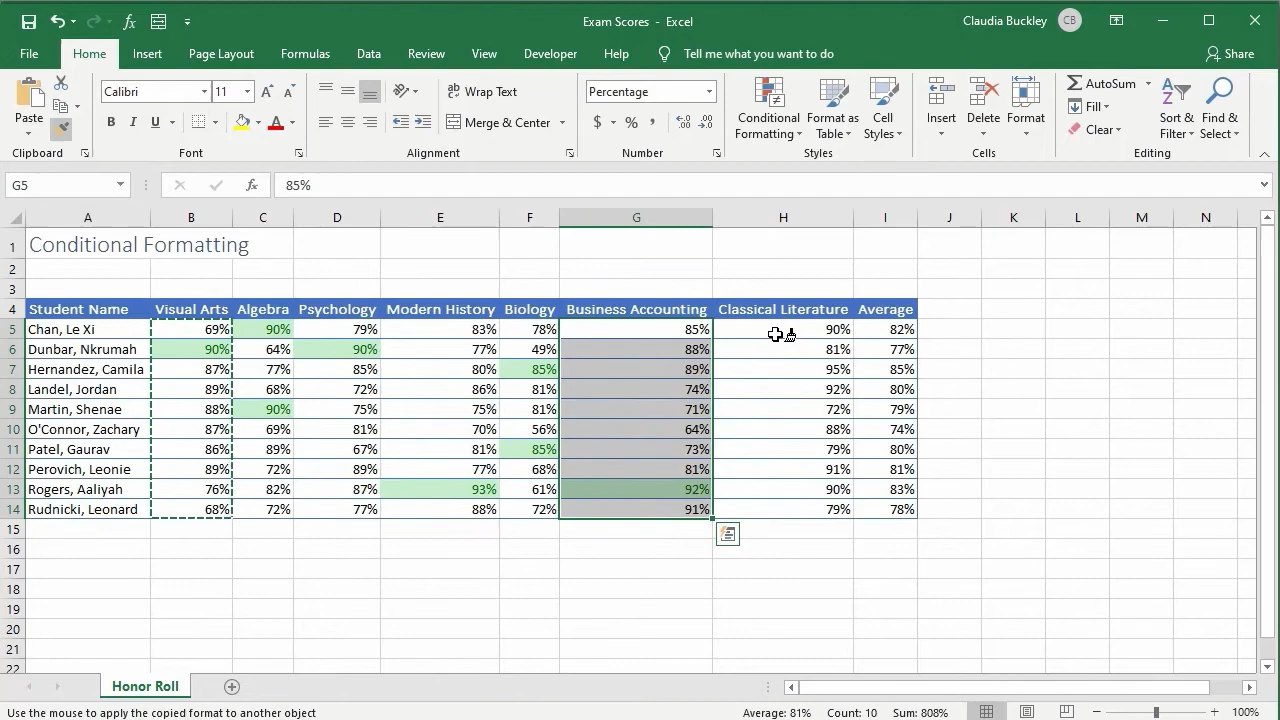 Exam Scores - Excel
Claudia Buckley CB
File Home Insert Page Layout Formulas Data Review View Developer Help Tell me what you want to do Share
Paste
Clipboard
Calibri 11
B I U
Font
Wrap Text
Merge & Center
Alignment
Percentage
$ % ,
Number
Conditional Formatting
Format as Table
Cell Styles
Styles
Insert Delete Format
Cells
AutoSum
Fill
Clear
Sort & Filter
Find & Select
Editing
G5 fx 85%
A B C D E F G H I J K L M N
1 Conditional Formatting
2
3
4 Student Name Visual Arts Algebra Psychology Modern History Biology Business Accounting Classical Literature Average
5 Chan, Le Xi 69% 90% 79% 83% 78% 85% 90% 82%
6 Dunbar, Nkrumah 90% 64% 90% 77% 49% 88% 81% 77%
7 Hernandez, Camila 87% 77% 85% 80% 85% 89% 95% 85%
8 Landel, Jordan 89% 68% 72% 86% 81% 74% 92% 80%
9 Martin, Shenae 88% 90% 75% 75% 81% 71% 72% 79%
10 O'Connor, Zachary 87% 69% 81% 70% 56% 64% 88% 74%
11 Patel, Gaurav 86% 89% 67% 81% 85% 73% 79% 80%
12 Perovich, Leonie 89% 72% 89% 77% 68% 81% 91% 81%
13 Rogers, Aaliyah 76% 82% 87% 93% 61% 92% 90% 83%
14 Rudnicki, Leonard 68% 72% 77% 88% 72% 91% 79% 78%
15
16
17
18
19
20
21
22
Honor Roll
Use the mouse to apply the copied format to another object Average: 81% Count: 10 Sum: 808% 100%